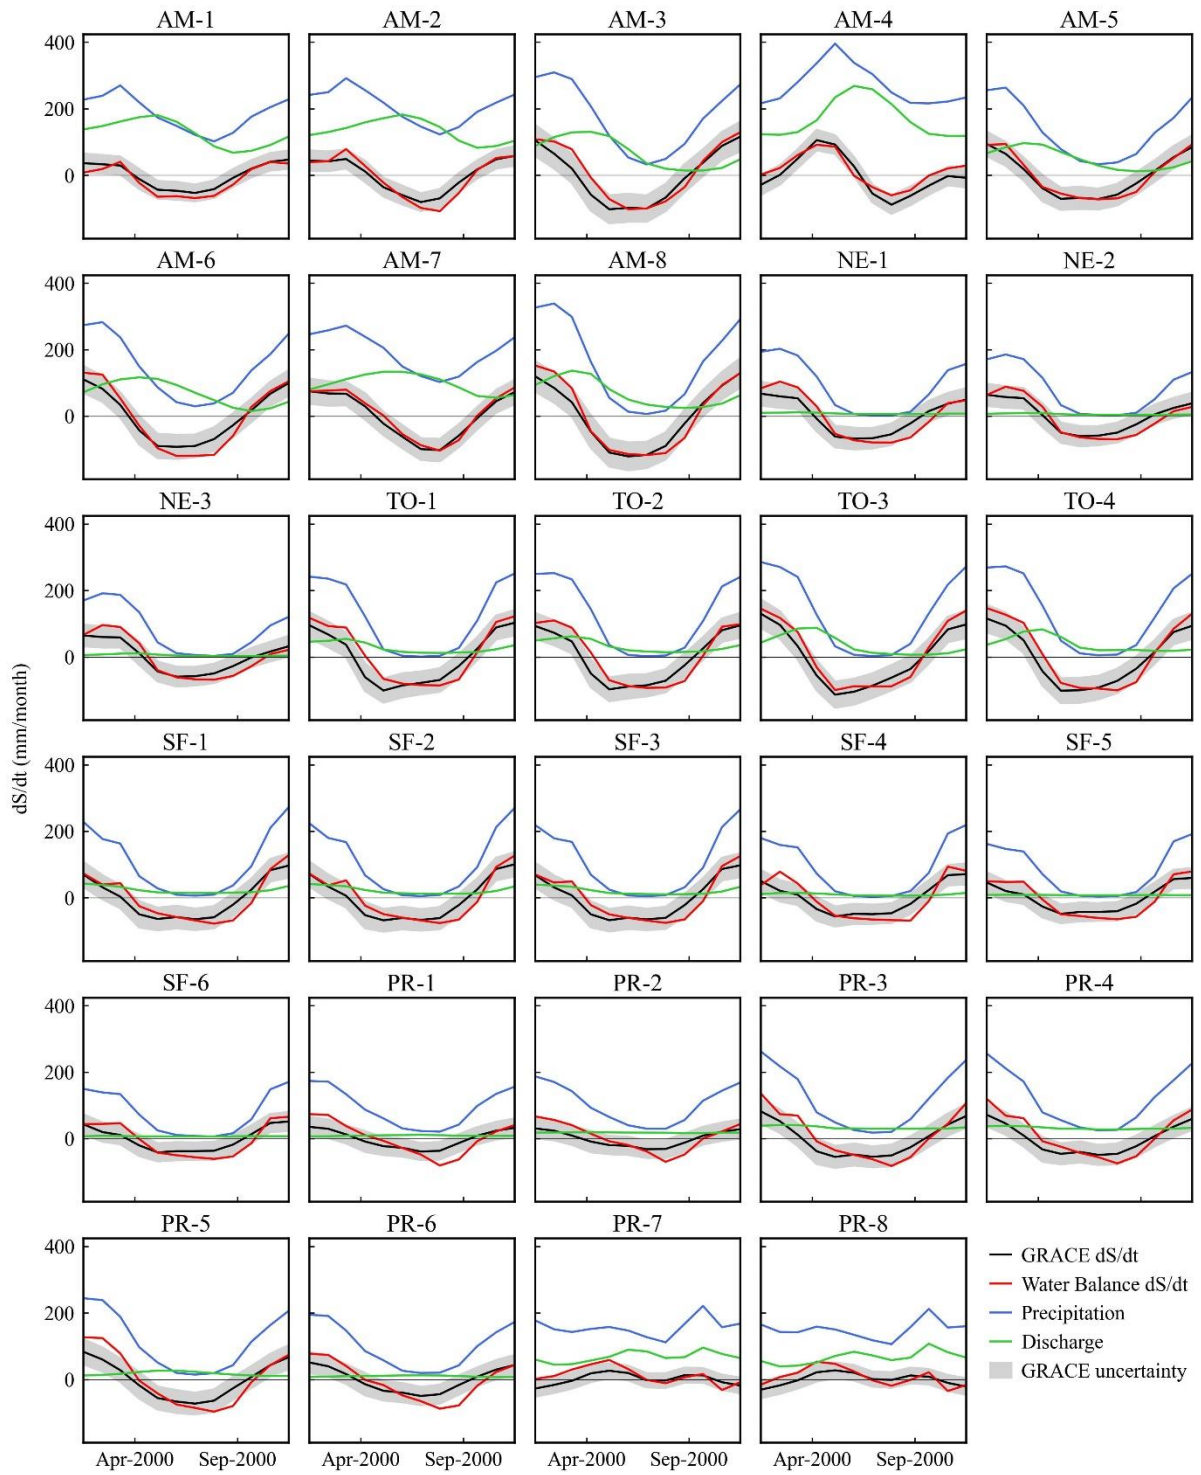 AM-1 AM-2 AM-3 AM-4 AM-5
400
200
0
AM-6 AM-7 AM-8 NE-1 NE-2
400
200
0
NE-3 TO-1 TO-2 TO-3 TO-4
400
200
0
dS/dt (mm/month)
SF-1 SF-2 SF-3 SF-4 SF-5
400
200
0
SF-6 PR-1 PR-2 PR-3 PR-4
400
200
0
PR-5 PR-6 PR-7 PR-8
400
200
0
Apr-2000 Sep-2000 Apr-2000 Sep-2000 Apr-2000 Sep-2000 Apr-2000 Sep-2000
GRACE dS/dt
Water Balance dS/dt
Precipitation
Discharge
GRACE uncertainty